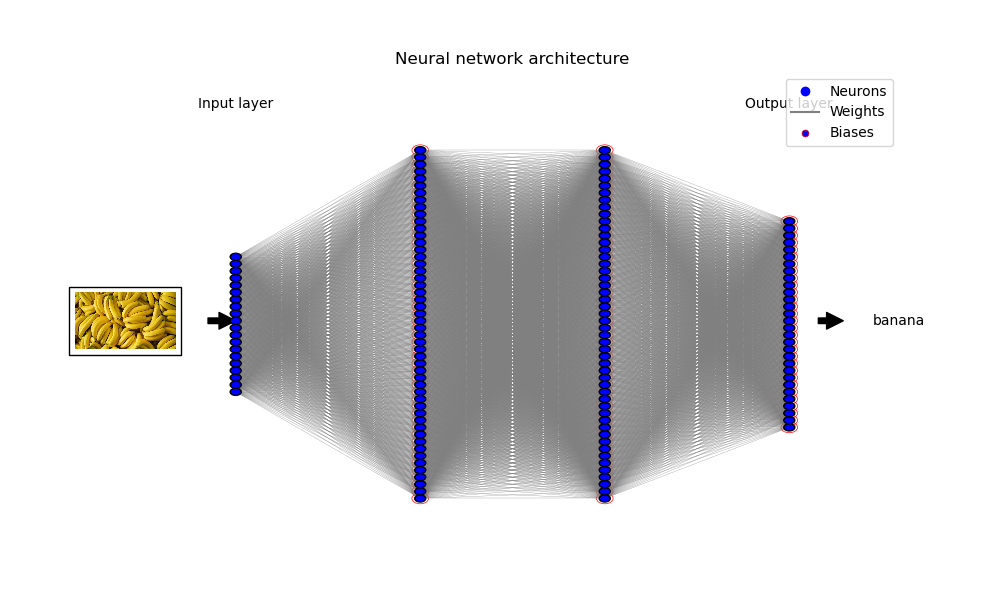 Neural network architecture
Input layer
Output layer
Neurons
Weights
Biases
banana